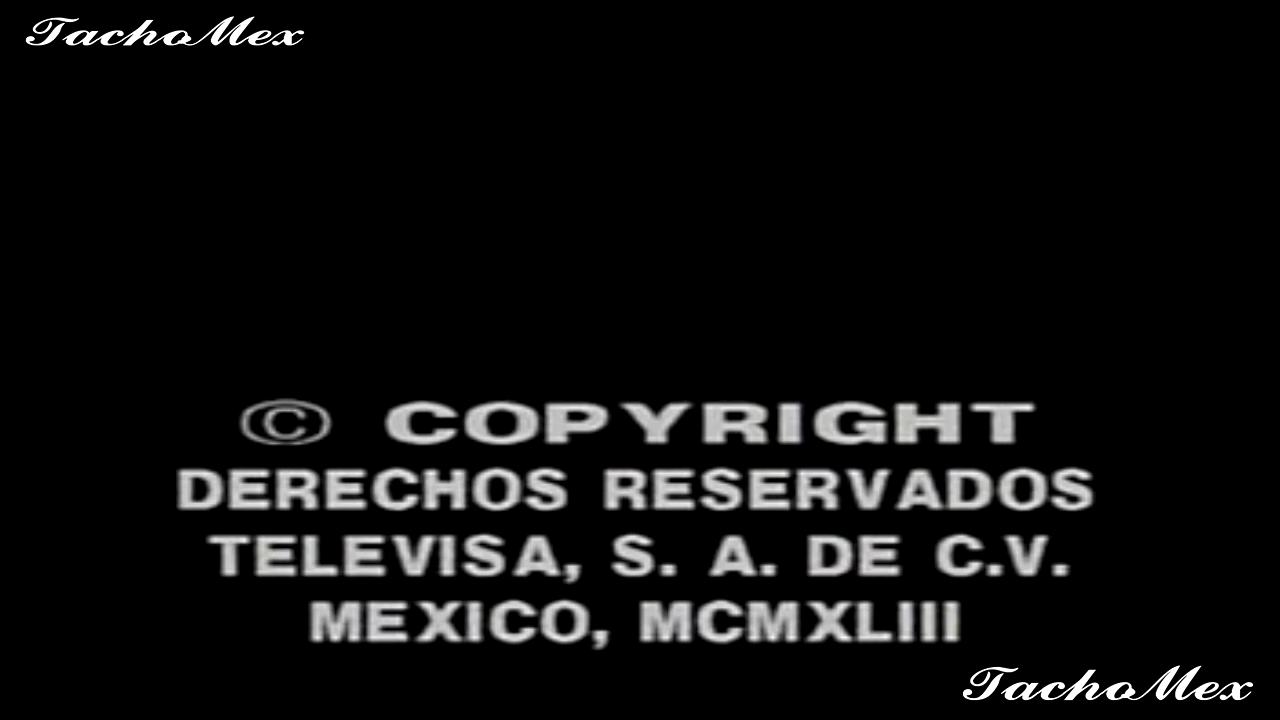 TachoMex
© COPYRIGHT
DERECHOS RESERVADOS
TELEVISA, S. A. DE C.V.
MEXICO, MCMXLIII
TachoMex